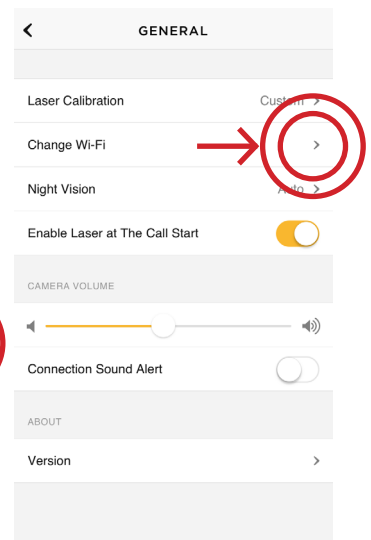 GENERAL
Laser Calibration Custom
Change Wi-Fi
Night Vision Auto
Enable Laser at The Call Start
CAMERA VOLUME
Connection Sound Alert
ABOUT
Version